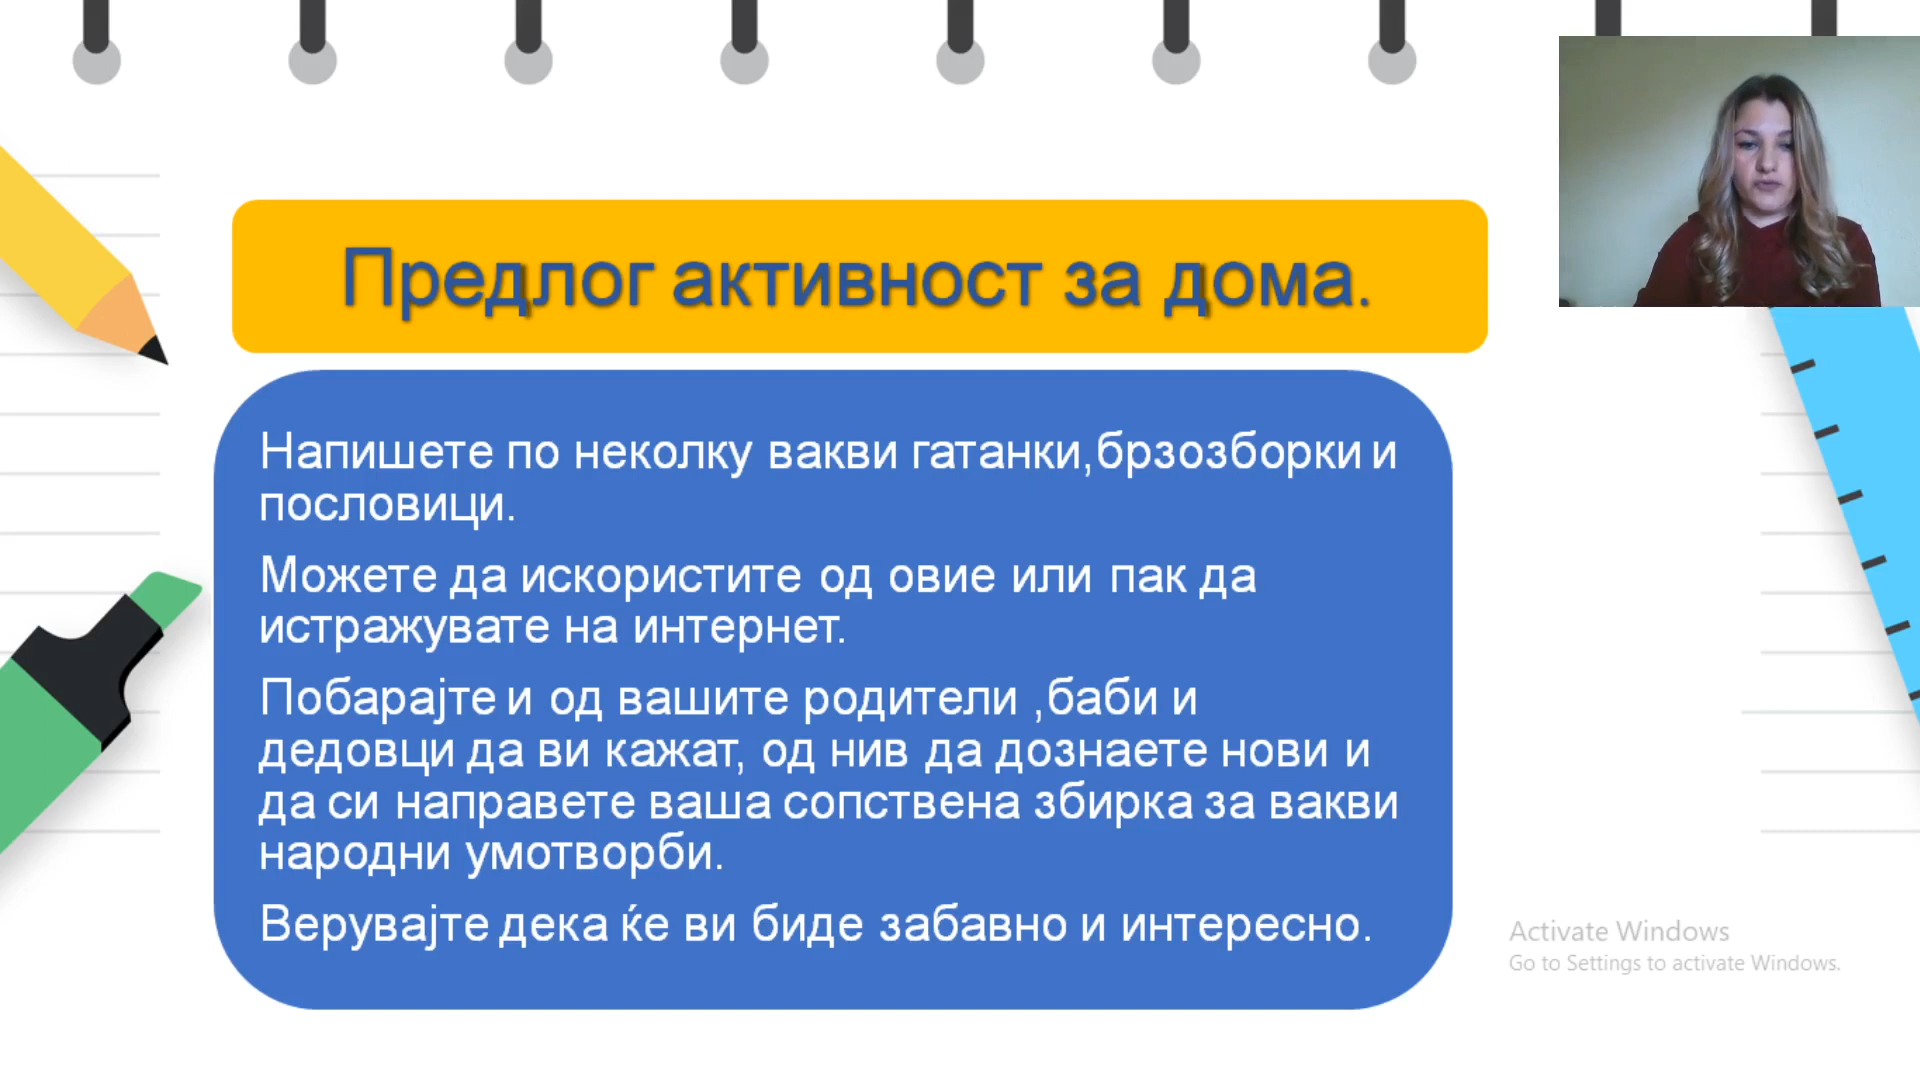 Предлог активност за дома.
Напишете по неколку вакви гатанки,брзозборки и
пословици.
Можете да искористите од овие или пак да
истражувате на интернет.
Побарајте и од вашите родители ,баби и
дедовци да ви кажат, од нив да дознаете нови и
да си направете ваша сопствена збирка за вакви
народни умотворби.
Верувајте дека ќе ви биде забавно и интересно.
Activate Windows
Go to Settings to activate Windows.